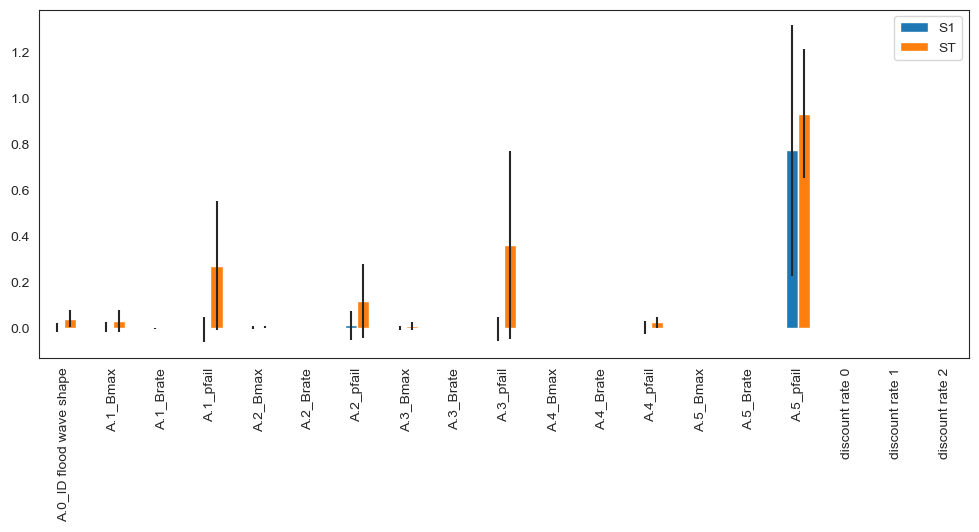 S1
ST
1.2
1.0
0.8
0.6
0.4
0.2
0.0
A.0_ID flood wave shape
A.1_Bmax
A.1_Brate
A.1_pfail
A.2_Bmax
A.2_Brate
A.2_pfail
A.3_Bmax
A.3_Brate
A.3_pfail
A.4_Bmax
A.4_Brate
A.4_pfail
A.5_Bmax
A.5_Brate
A.5_pfail
discount rate 0
discount rate 1
discount rate 2